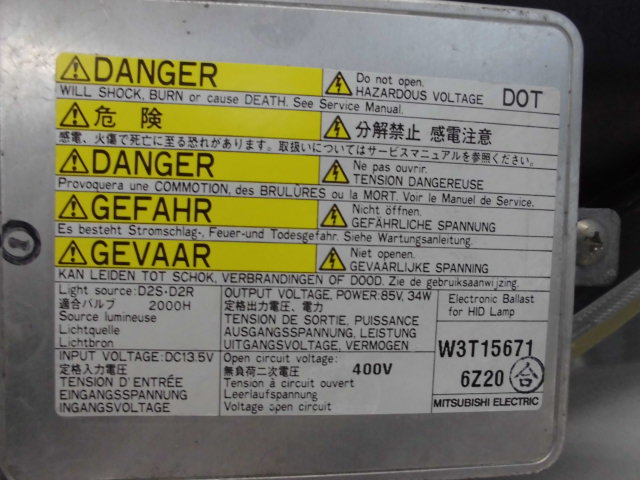 DANGER
Do not open.
HAZARDOUS VOLTAGE DOT
WILL SHOCK, BURN or cause DEATH. See Service Manual.
危険
分解禁止 感電注意
感電、火傷で死亡に至る恐れがあります。取扱いについてはサービスマニュアルを参照ください。
DANGER
Ne pas ouvrir.
TENSION DANGEREUSE
Provoquera une COMMOTION, des BRULÛRES ou la MORT. Voir le Manuel de Service.
GEFAHR
Nicht öffnen.
GEFÄHRLICHE SPANNUNG
Es besteht Stromschlag-, Feuer-und Todesgefahr. Siehe Wartungsanleitung.
GEVAAR
Niet openen.
GEVAARLIJKE SPANNING
KAN LEIDEN TOT SCHOK, VERBRANDINGEN OF DOOD. Zie de gebruiksaanwijzing.
Light source:D2S·D2R
適合バルブ 2000H
Source lumineuse
Lichtquelle
Lichtbron
OUTPUT VOLTAGE, POWER:85V, 34W
定格出力電圧、電力
TENSION DE SORTIE, PUISSANCE
AUSGANGSSPANNUNG, LEISTUNG
UITGANGSVOLTAGE, VERMOGEN
Electronic Ballast
for HID Lamp
INPUT VOLTAGE:DC13.5V
定格入力電圧
TENSION D'ENTRÉE
EINGANGSSPANNUNG
INGANGSVOLTAGE
Open circuit voltage:
無負荷二次電圧 400V
Tension à circuit ouvert
Leerlaufspannung
Voltage open circuit
W3T15671
6Z20 合
MITSUBISHI ELECTRIC